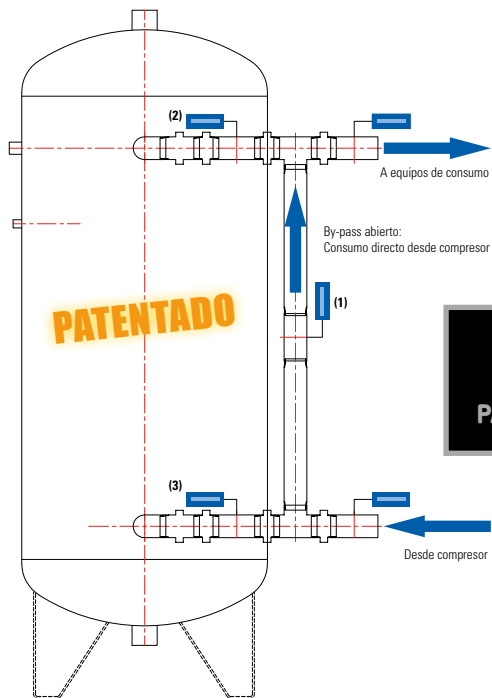 (2)
A equipos de consumo
By-pass abierto:
Consumo directo desde compresor
(1)
PATENTADO
(3)
Desde compresor